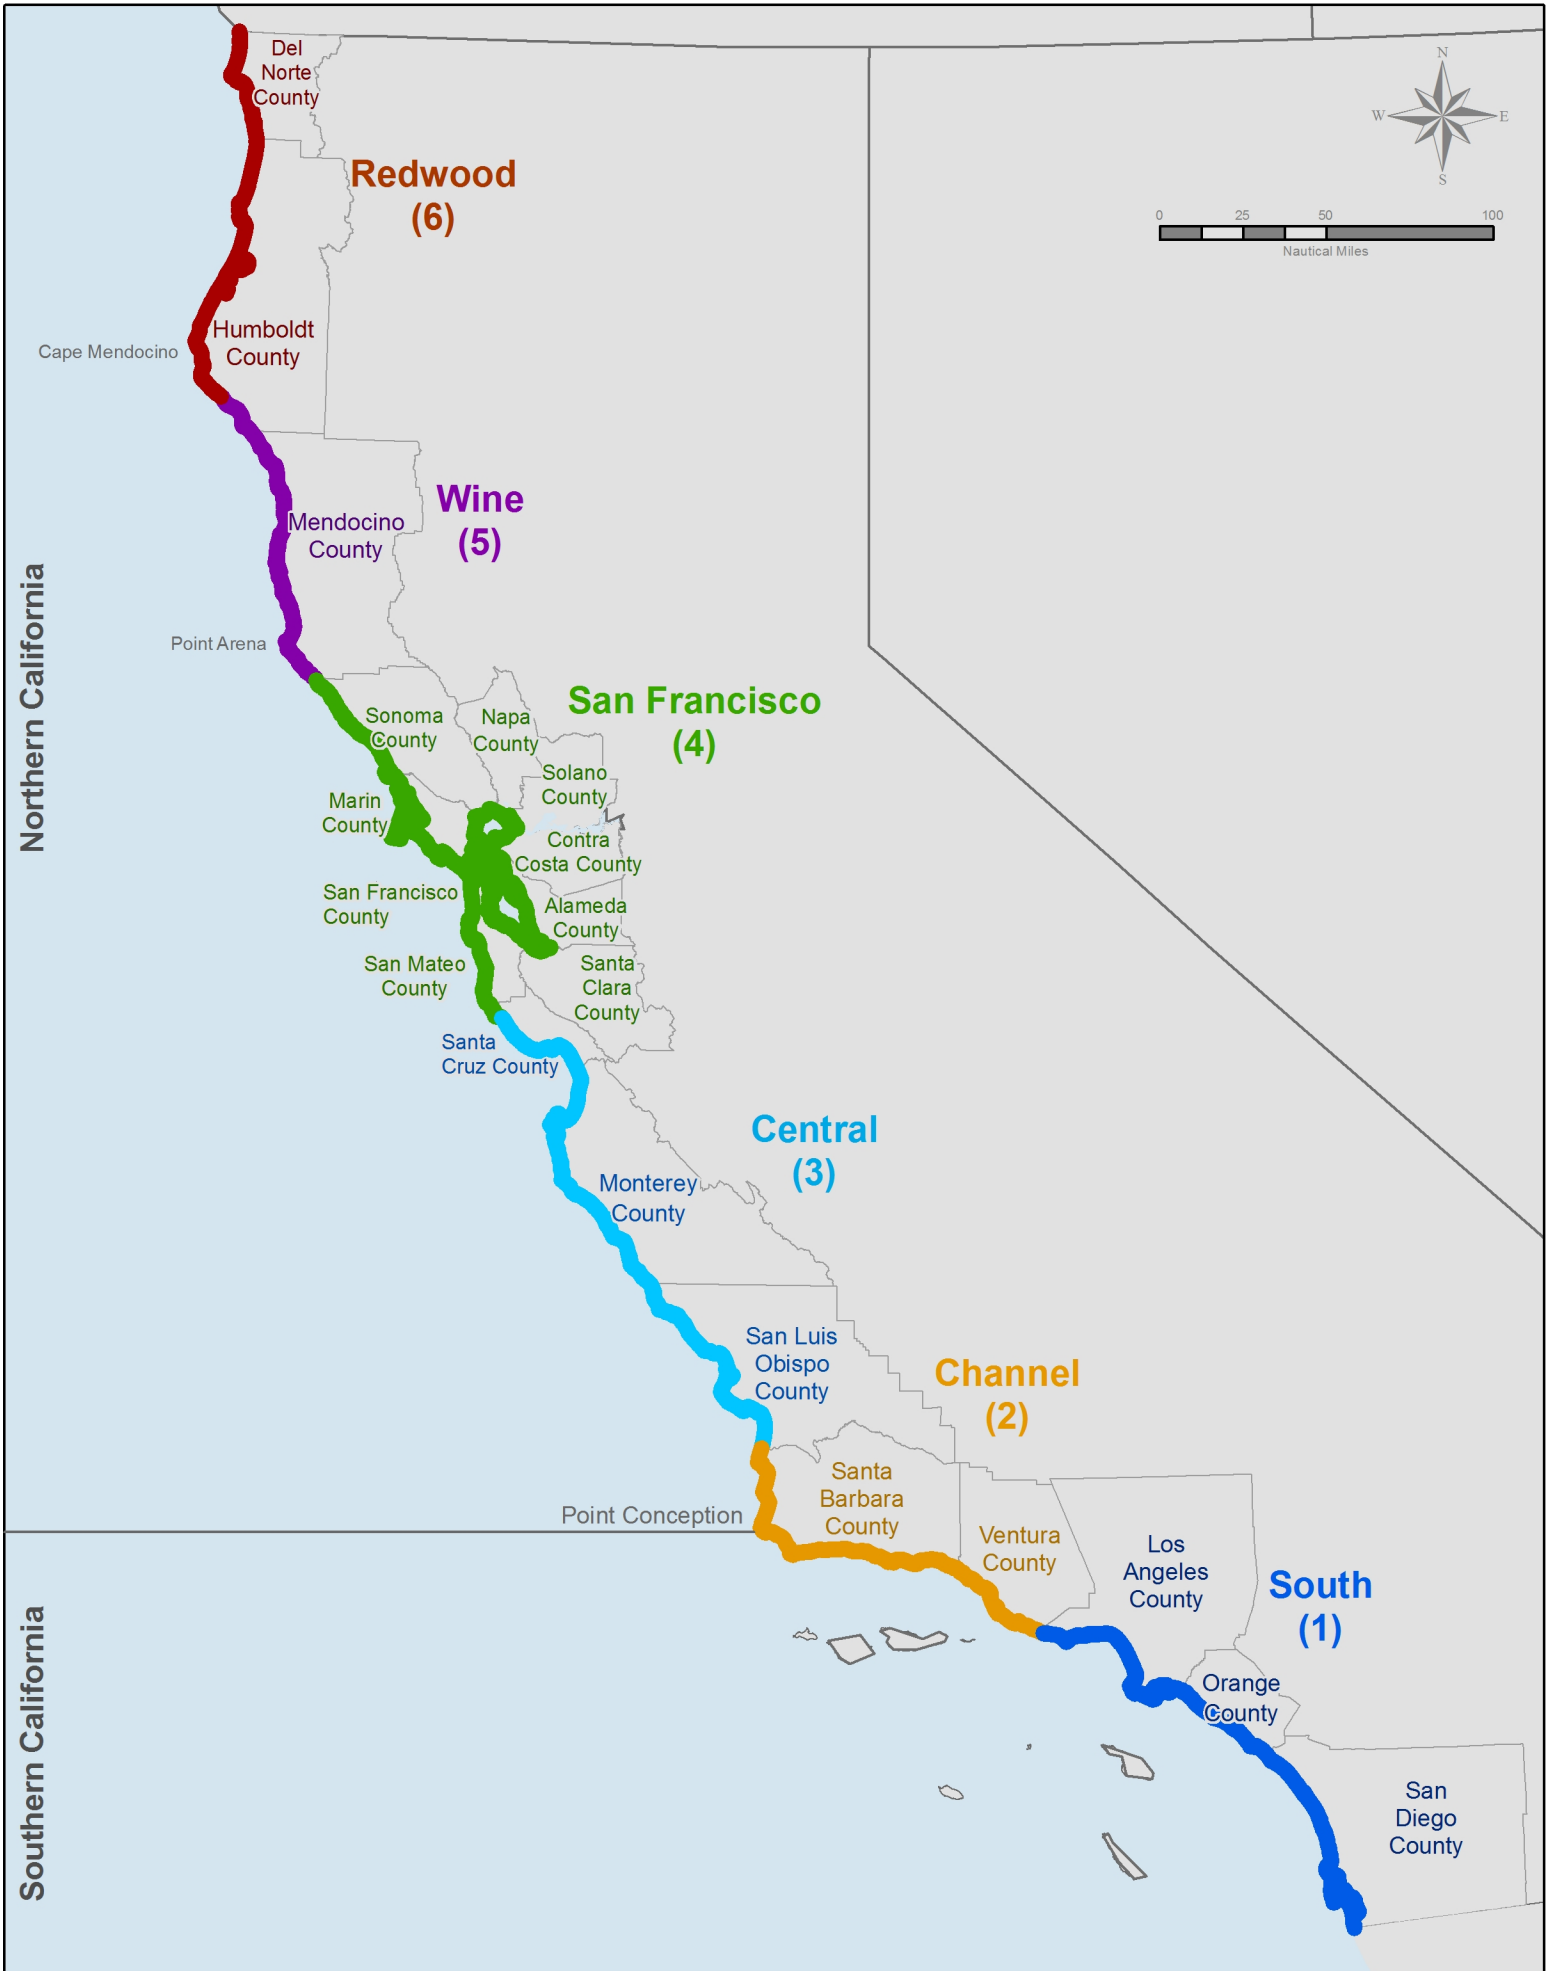 N
W
E
S
0
25
50
100
Nautical Miles
Del
Norte
County
Redwood
(6)
Humboldt
County
Cape Mendocino
Wine
(5)
Mendocino
County
Point Arena
Northern California
San Francisco
(4)
Sonoma
County
Napa
County
Solano
County
Marin
County
Contra
Costa County
San Francisco
County
Alameda
County
San Mateo
County
Santa
Clara
County
Santa
Cruz County
Central
(3)
Monterey
County
San Luis
Obispo
County
Channel
(2)
Santa
Barbara
County
Point Conception
Ventura
County
Los
Angeles
County
South
(1)
Orange
County
San
Diego
County
Southern California